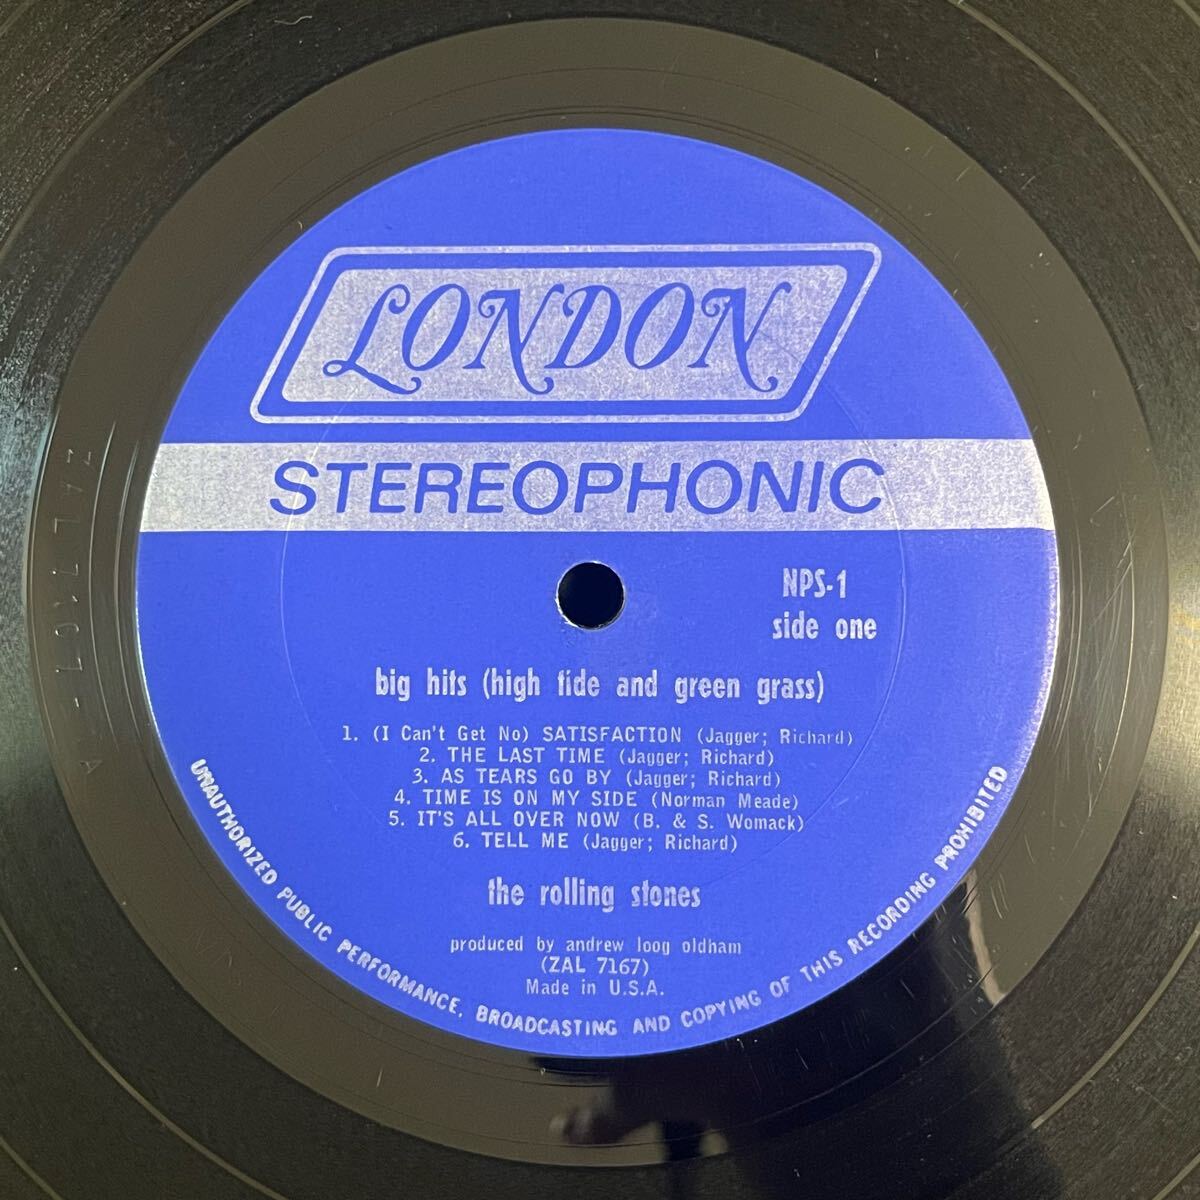 LONDON
STEREOPHONIC
NPS-1
side one
big hits (high tide and green grass)
1. (I Can't Get No) SATISFACTION (Jagger; Richard)
2. THE LAST TIME (Jagger; Richard)
3. AS TEARS GO BY (Jagger; Richard)
4. TIME IS ON MY SIDE (Norman Meade)
5. IT'S ALL OVER NOW (B. & S. Womack)
6. TELL ME (Jagger; Richard)
the rolling stones
produced by andrew loog oldham
(ZAL 7167)
Made in U.S.A.
UNAUTHORIZED PUBLIC PERFORMANCE, BROADCASTING AND COPYING OF THIS RECORDING PROHIBITED
ZAL 7167 - A